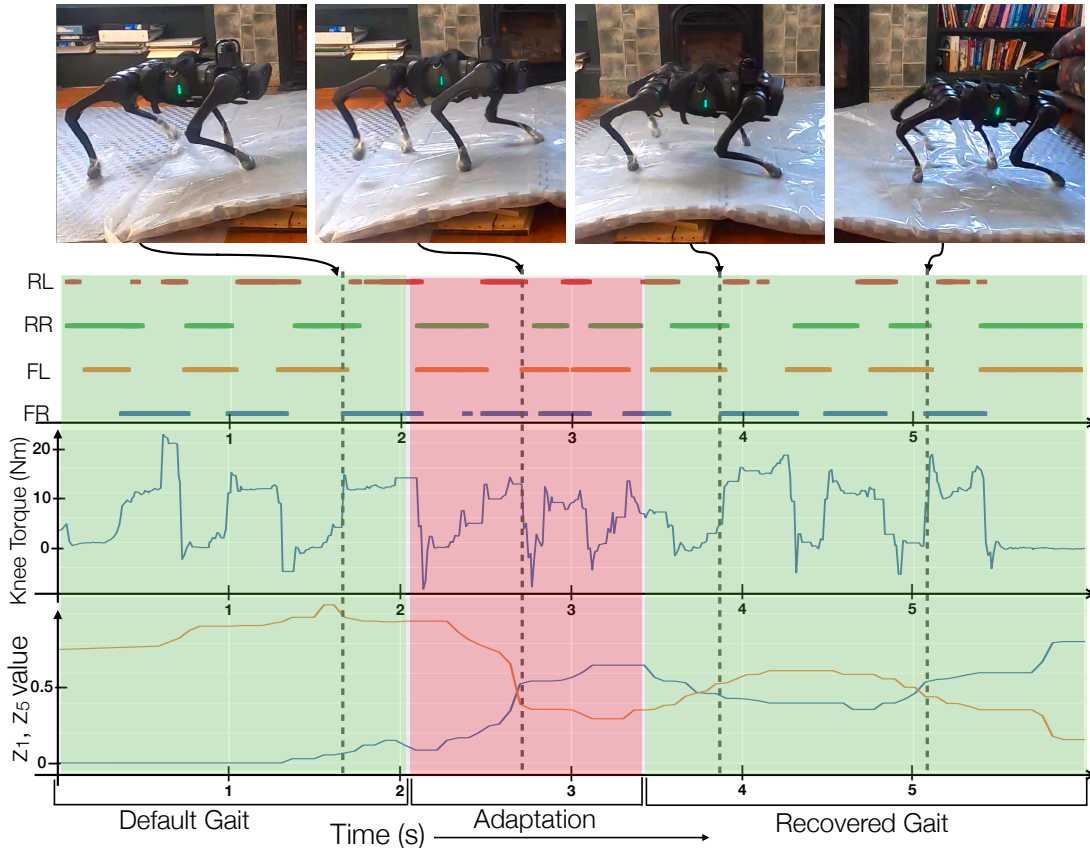 RL
RR
FL
FR
1 2 3 4 5
Knee Torque (Nm)
20
10
0
1 2 3 4 5
Z1, Z5 value
0.5
0
1 2 3 4 5
Default Gait
Adaptation
Recovered Gait
Time (s)